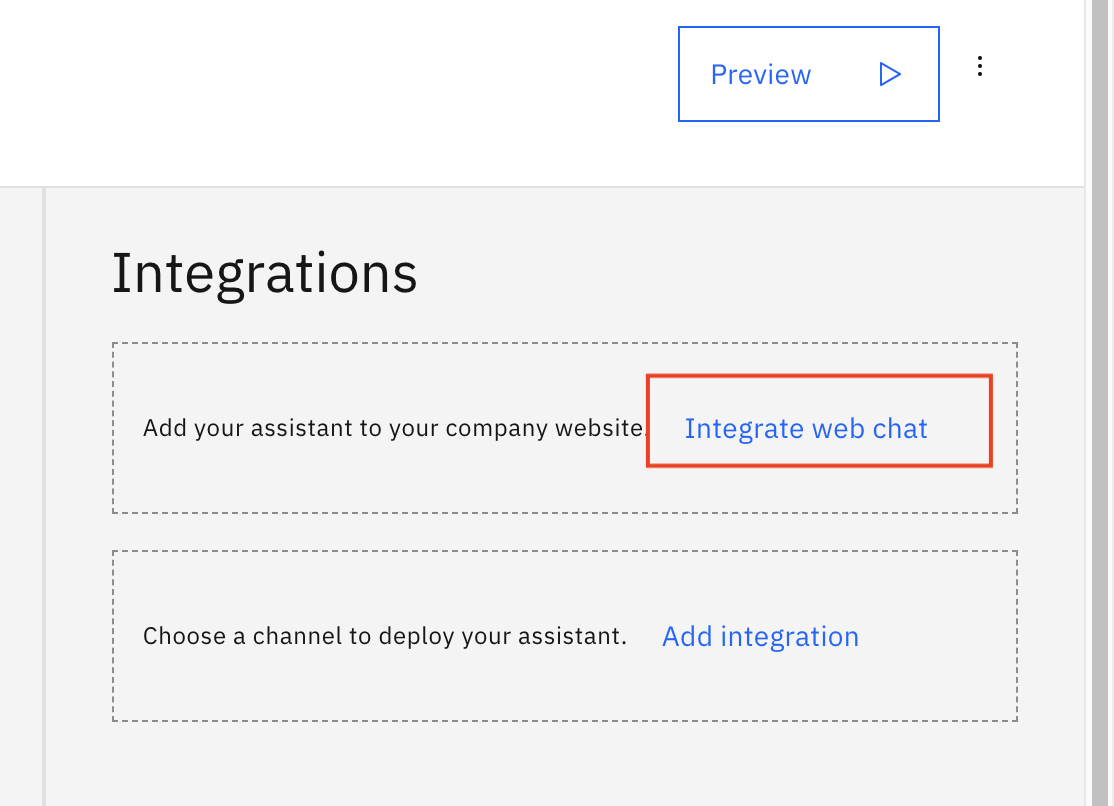 Preview
Integrations
Add your assistant to your company website. Integrate web chat
Choose a channel to deploy your assistant. Add integration